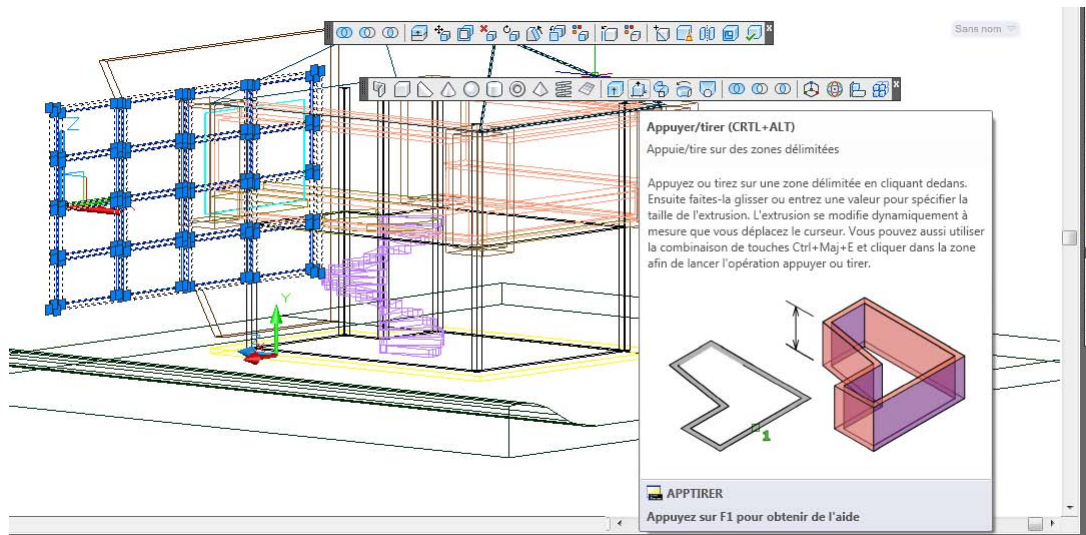 Sans nom
Z
Y
Appuyer/tirer (CRTL+ALT)
Appuie/tire sur des zones délimitées
Appuyez ou tirez sur une zone délimitée en cliquant dedans.
Ensuite faites-la glisser ou entrez une valeur pour spécifier la
taille de l'extrusion. L'extrusion se modifie dynamiquement à
mesure que vous déplacez le curseur. Vous pouvez aussi utiliser
la combinaison de touches Ctrl+Maj+E et cliquer dans la zone
afin de lancer l'opération appuyer ou tirer.
1
APPTIRER
Appuyez sur F1 pour obtenir de l'aide